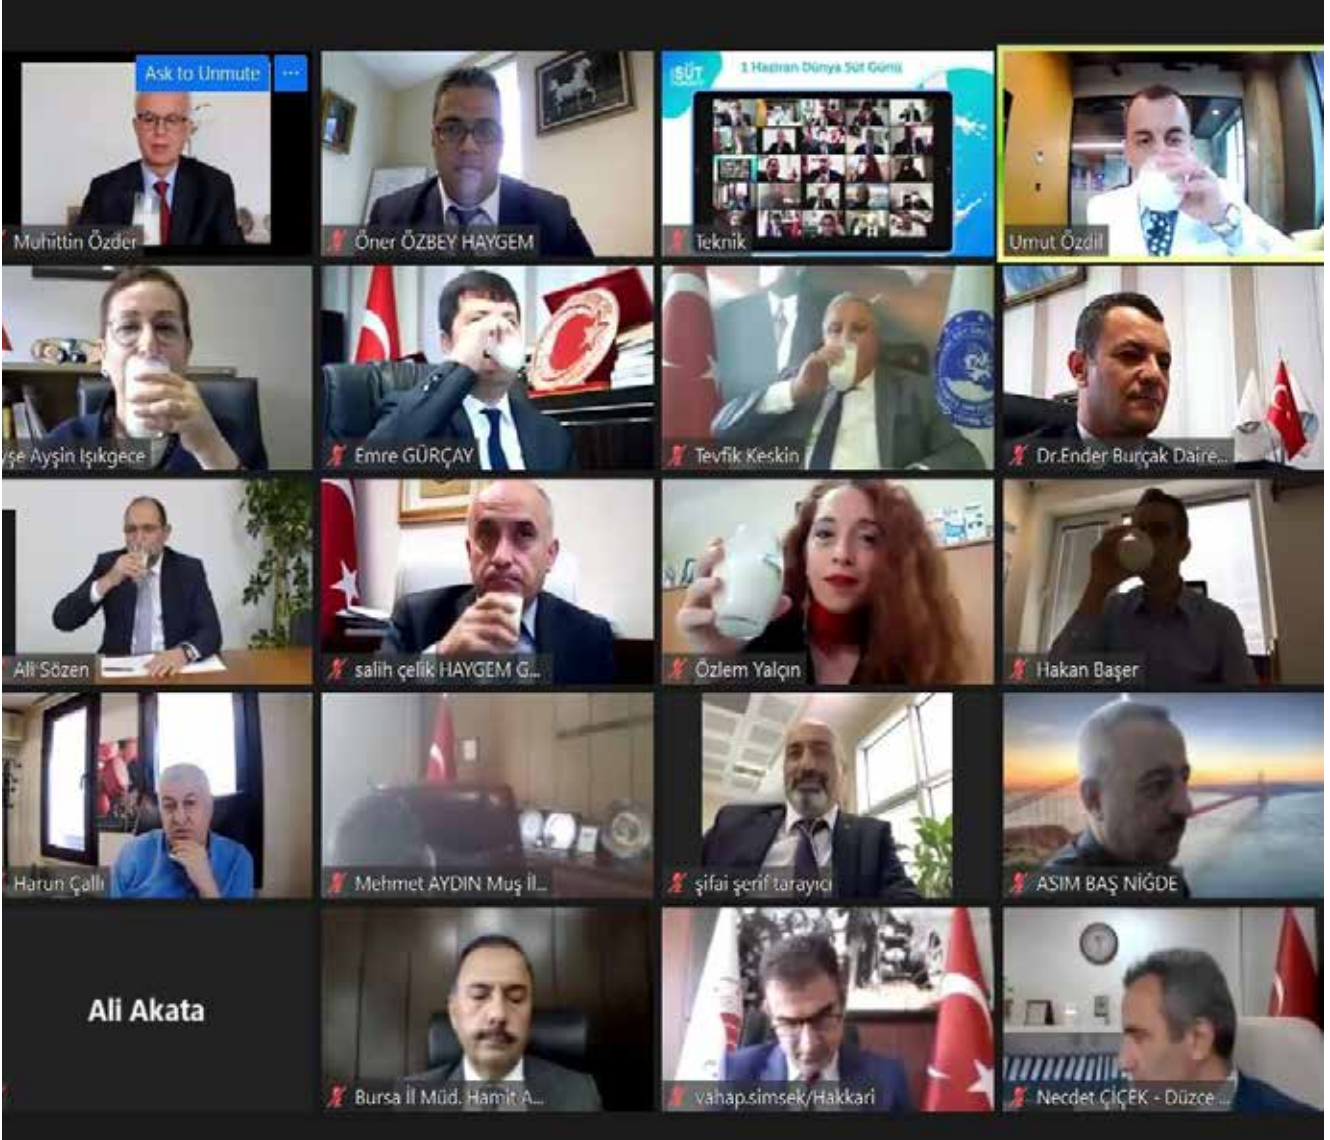 Ask to Unmute ...
SÜT
1 Haziran Dünya Süt Günü
Muhittin Özder
Öner ÖZBEY HAYGEM
Teknik
Umut Özdil
yşe Ayşin Işıkgece
Emre GÜRÇAY
Tevfik Keskin
Dr.Ender Burçak Daire...
Ali Sözen
salih çelik HAYGEM G...
Özlem Yalçın
Hakan Başer
Harun Çallı
Mehmet AYDIN Muş İl...
şifai şerif tarayıcı
ASIM BAŞ NİĞDE
Ali Akata
Bursa İl Müd. Hamit A...
vahap.simsek/Hakkari
Necdet ÇİÇEK - Düzce ...